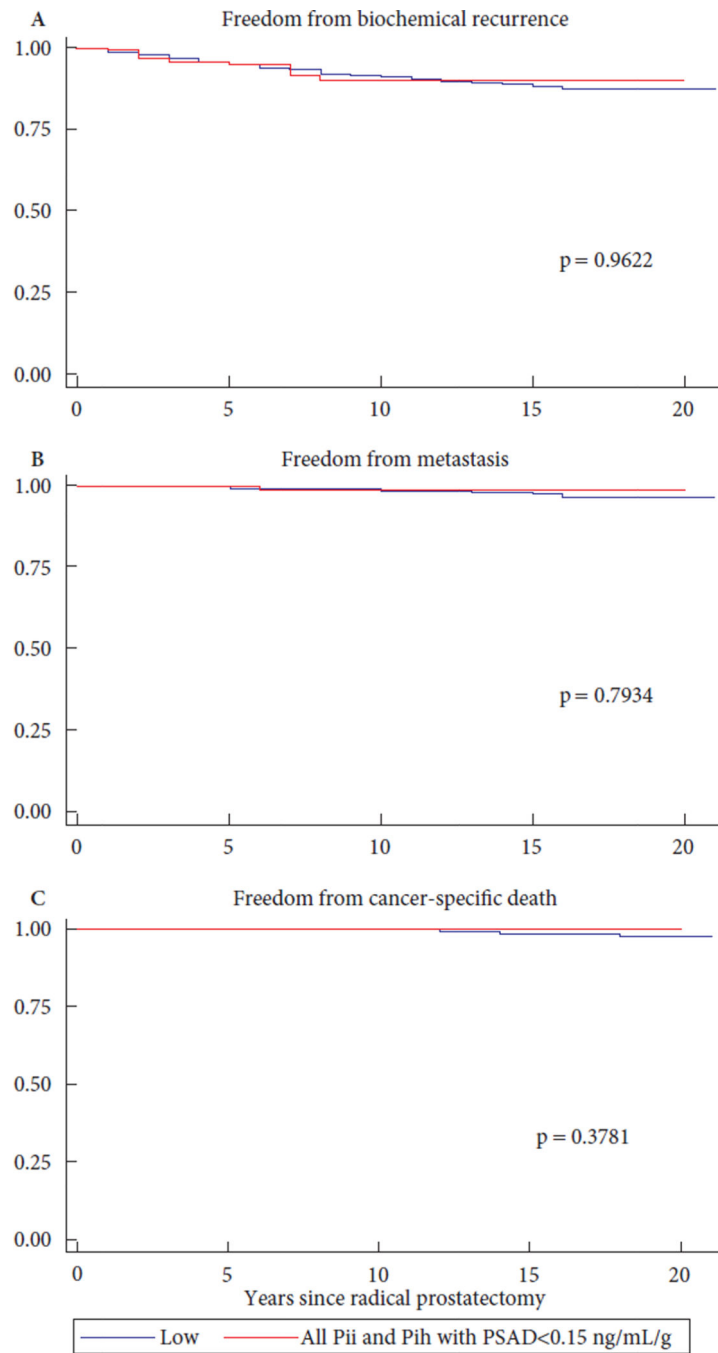 A Freedom from biochemical recurrence
1.00
0.75
0.50
p = 0.9622
0.25
0.00
0 5 10 15 20
B Freedom from metastasis
1.00
0.75
0.50
p = 0.7934
0.25
0.00
0 5 10 15 20
C Freedom from cancer-specific death
1.00
0.75
0.50
p = 0.3781
0.25
0.00
0 5 10 15 20
Years since radical prostatectomy
Low All Pii and Pih with PSAD<0.15 ng/mL/g